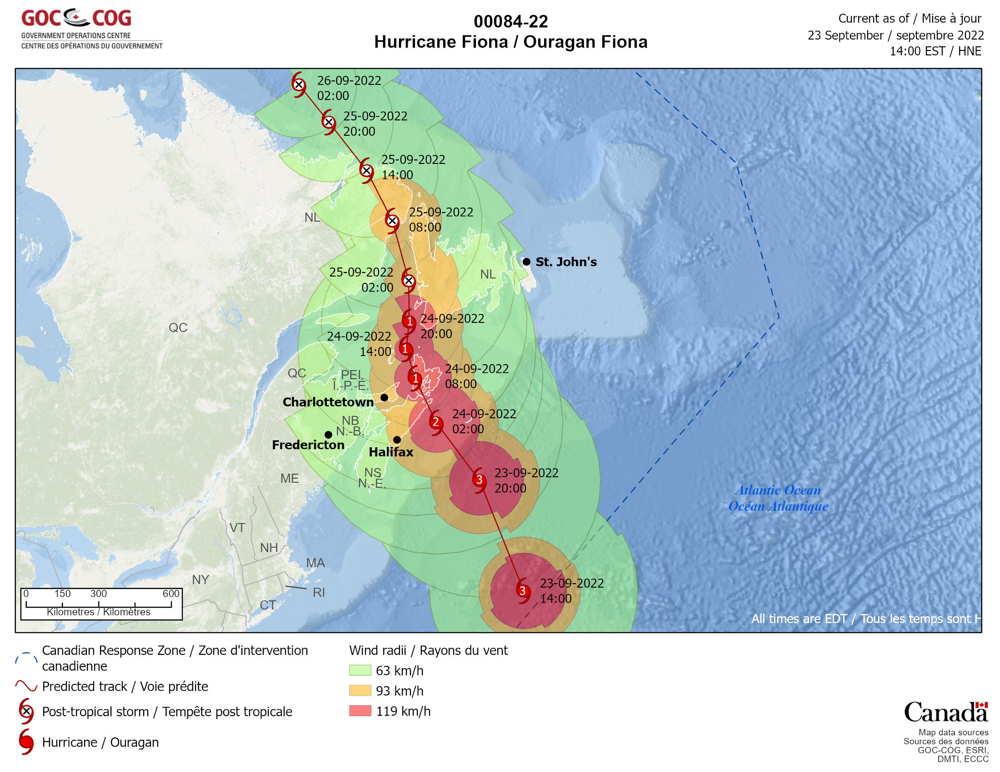 GOC COG
GOVERNMENT OPERATIONS CENTRE
CENTRE DES OPÉRATIONS DU GOUVERNEMENT
00084-22
Hurricane Fiona / Ouragan Fiona
Current as of / Mise à jour
23 September / septembre 2022
14:00 EST / HNE
26-09-2022
02:00
25-09-2022
20:00
25-09-2022
14:00
25-09-2022
08:00
NL
St. John's
25-09-2022
02:00
NL
24-09-2022
20:00
1
QC
24-09-2022
14:00
1
24-09-2022
08:00
1
QC
PEI
Î.-P.-É.
Charlottetown
24-09-2022
02:00
2
NB
N.-B.
Fredericton
Halifax
NS
N.-É.
ME
23-09-2022
20:00
3
Atlantic Ocean
Océan Atlantique
VT
NH
MA
NY
RI
CT
23-09-2022
14:00
3
0 150 300 600
Kilometres / Kilomètres
All times are EDT / Tous les temps sont H
Canadian Response Zone / Zone d'intervention
canadienne
Predicted track / Voie prédite
Post-tropical storm / Tempête post tropicale
Hurricane / Ouragan
Wind radii / Rayons du vent
63 km/h
93 km/h
119 km/h
Canada
Map data sources
Sources des données
GOC-COG, ESRI,
DMTI, ECCC